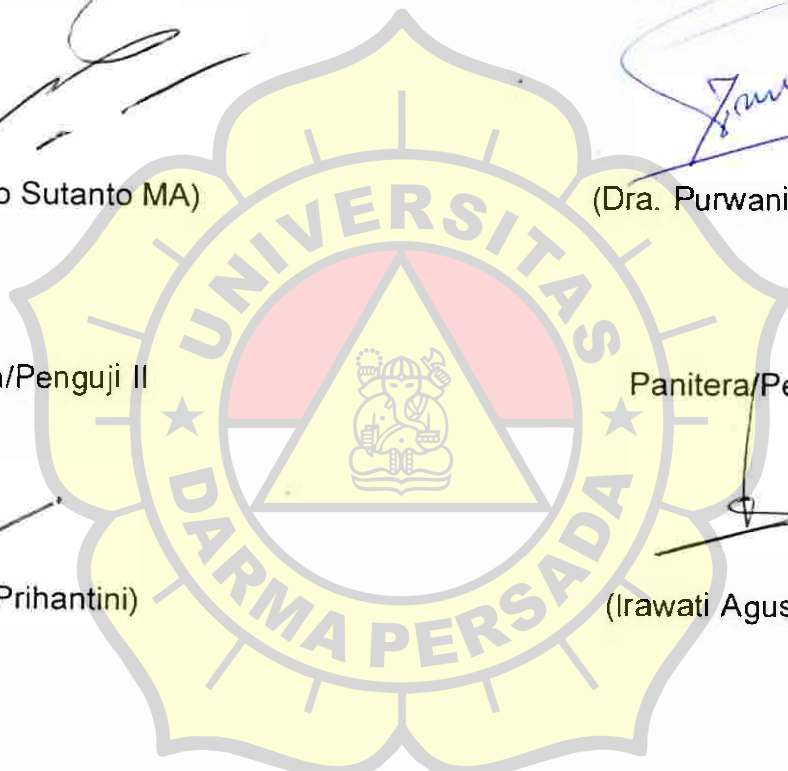 o Sutanto MA) (Dra. Purwani
UNIVERSITAS
/Penguji II Panitera/Pe
DARMA PERSADA
Prihantini) (Irawati Agus